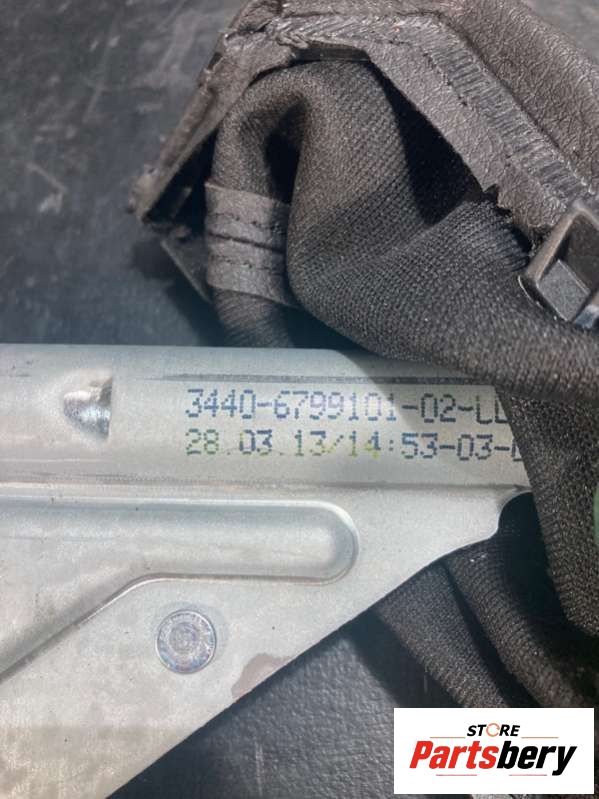 3440-6799101-02-LL
28.03.13/14:53-03-
STORE
Partsbery